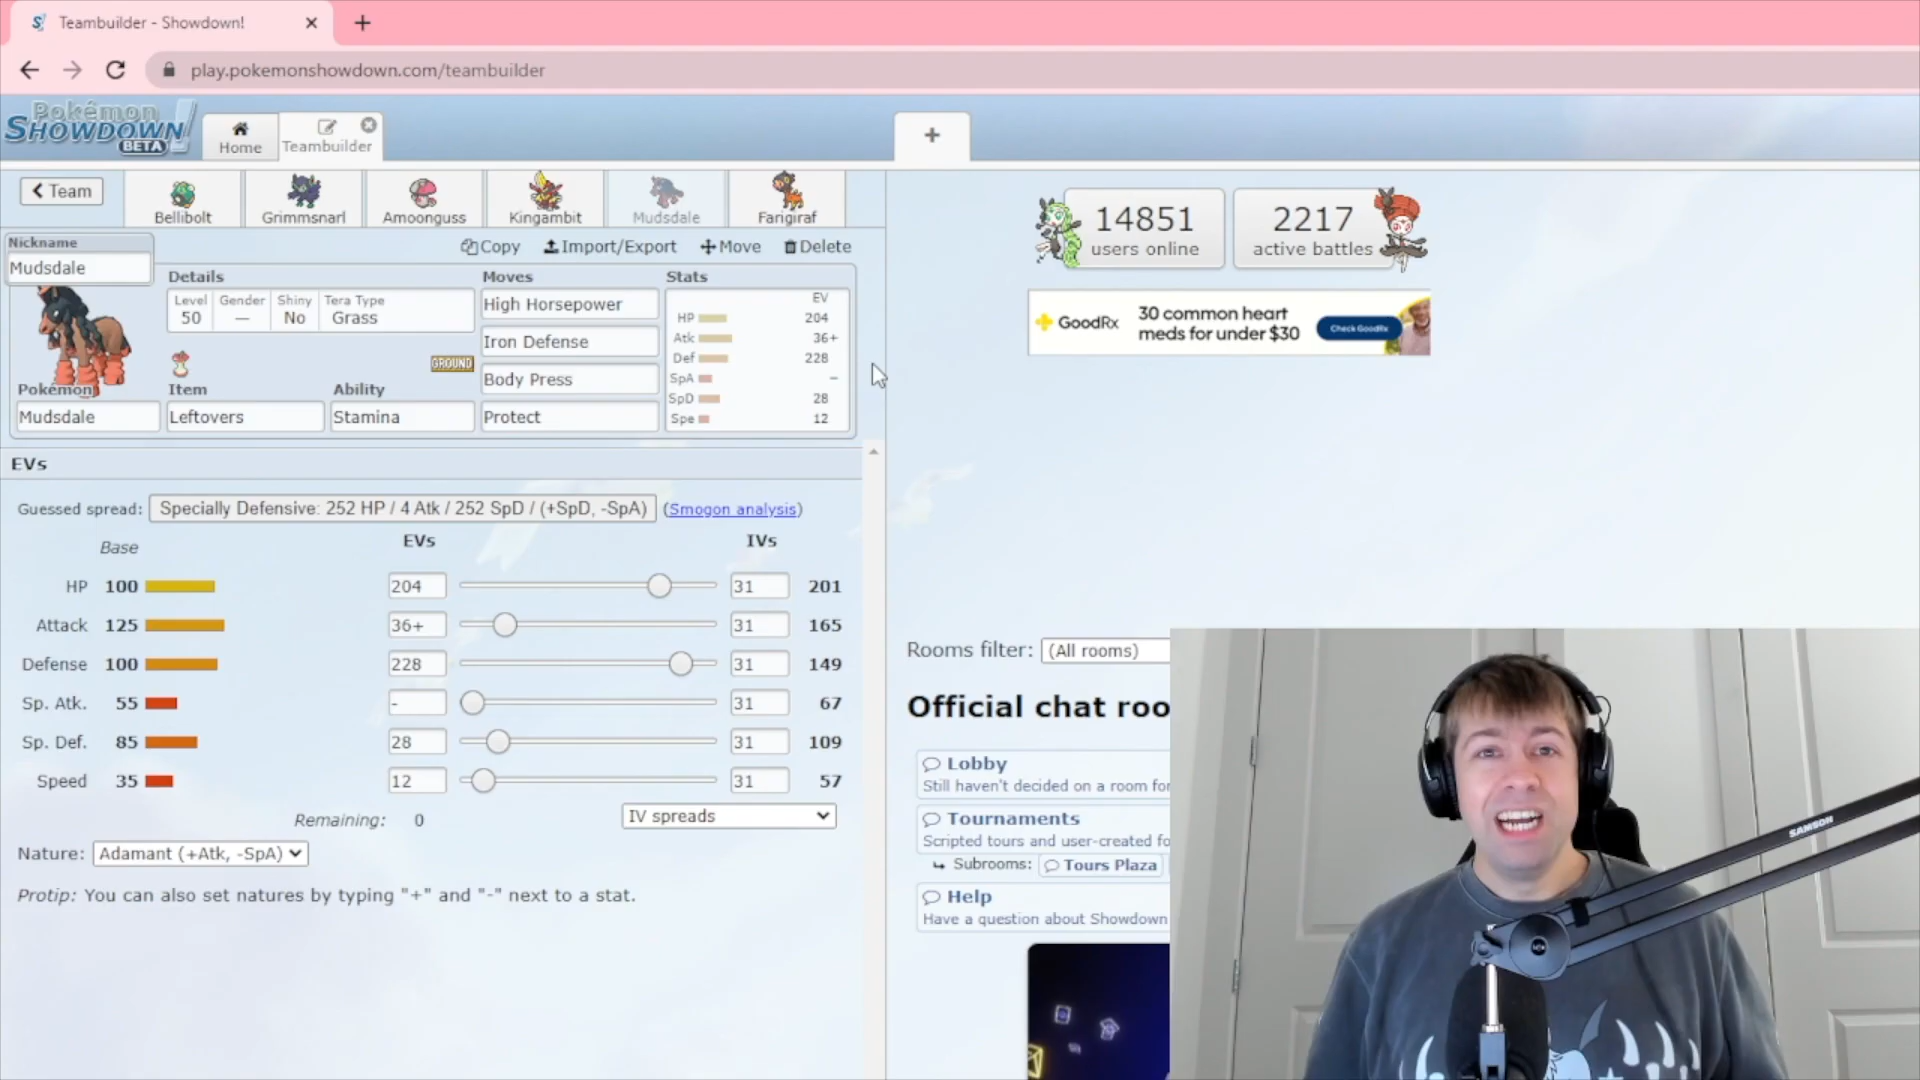 Teambuilder - Showdown!
play.pokemonshowdown.com/teambuilder
Pokémon
SHOWDOWN!
BETA
Home
Teambuilder
Team
Bellibolt
Grimmsnarl
Amoonguss
Kingambit
Mudsdale
Farigiraf
Copy
Import/Export
Move
Delete
Nickname
Mudsdale
Details
Level
50
Gender
—
Shiny
No
Tera Type
Grass
GROUND
Pokémon
Mudsdale
Item
Leftovers
Ability
Stamina
Moves
High Horsepower
Iron Defense
Body Press
Protect
Stats
EV
HP 204
Atk 36+
Def 228
SpA –
SpD 28
Spe 12
EVs
Guessed spread: Specially Defensive: 252 HP / 4 Atk / 252 SpD / (+SpD, -SpA) (Smogon analysis)
Base EVs IVs
HP 100 204 31 201
Attack 125 36+ 31 165
Defense 100 228 31 149
Sp. Atk. 55 - 31 67
Sp. Def. 85 28 31 109
Speed 35 12 31 57
Remaining: 0
IV spreads
Nature: Adamant (+Atk, -SpA)
Protip: You can also set natures by typing "+" and "-" next to a stat.
14851
users online
2217
active battles
GoodRx
30 common heart
meds for under $30
Check GoodRx
Rooms filter: (All rooms)
Official chat roo
Lobby
Still haven't decided on a room for
Tournaments
Scripted tours and user-created fo
Subrooms: Tours Plaza
Help
Have a question about Showdown
SAMSON